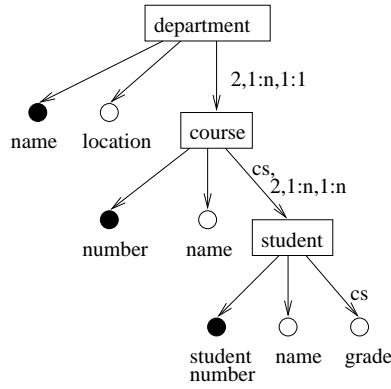 department
2,1:n,1:1
name
location
course
cs,
2,1:n,1:n
number
name
student
cs
student
number
name
grade